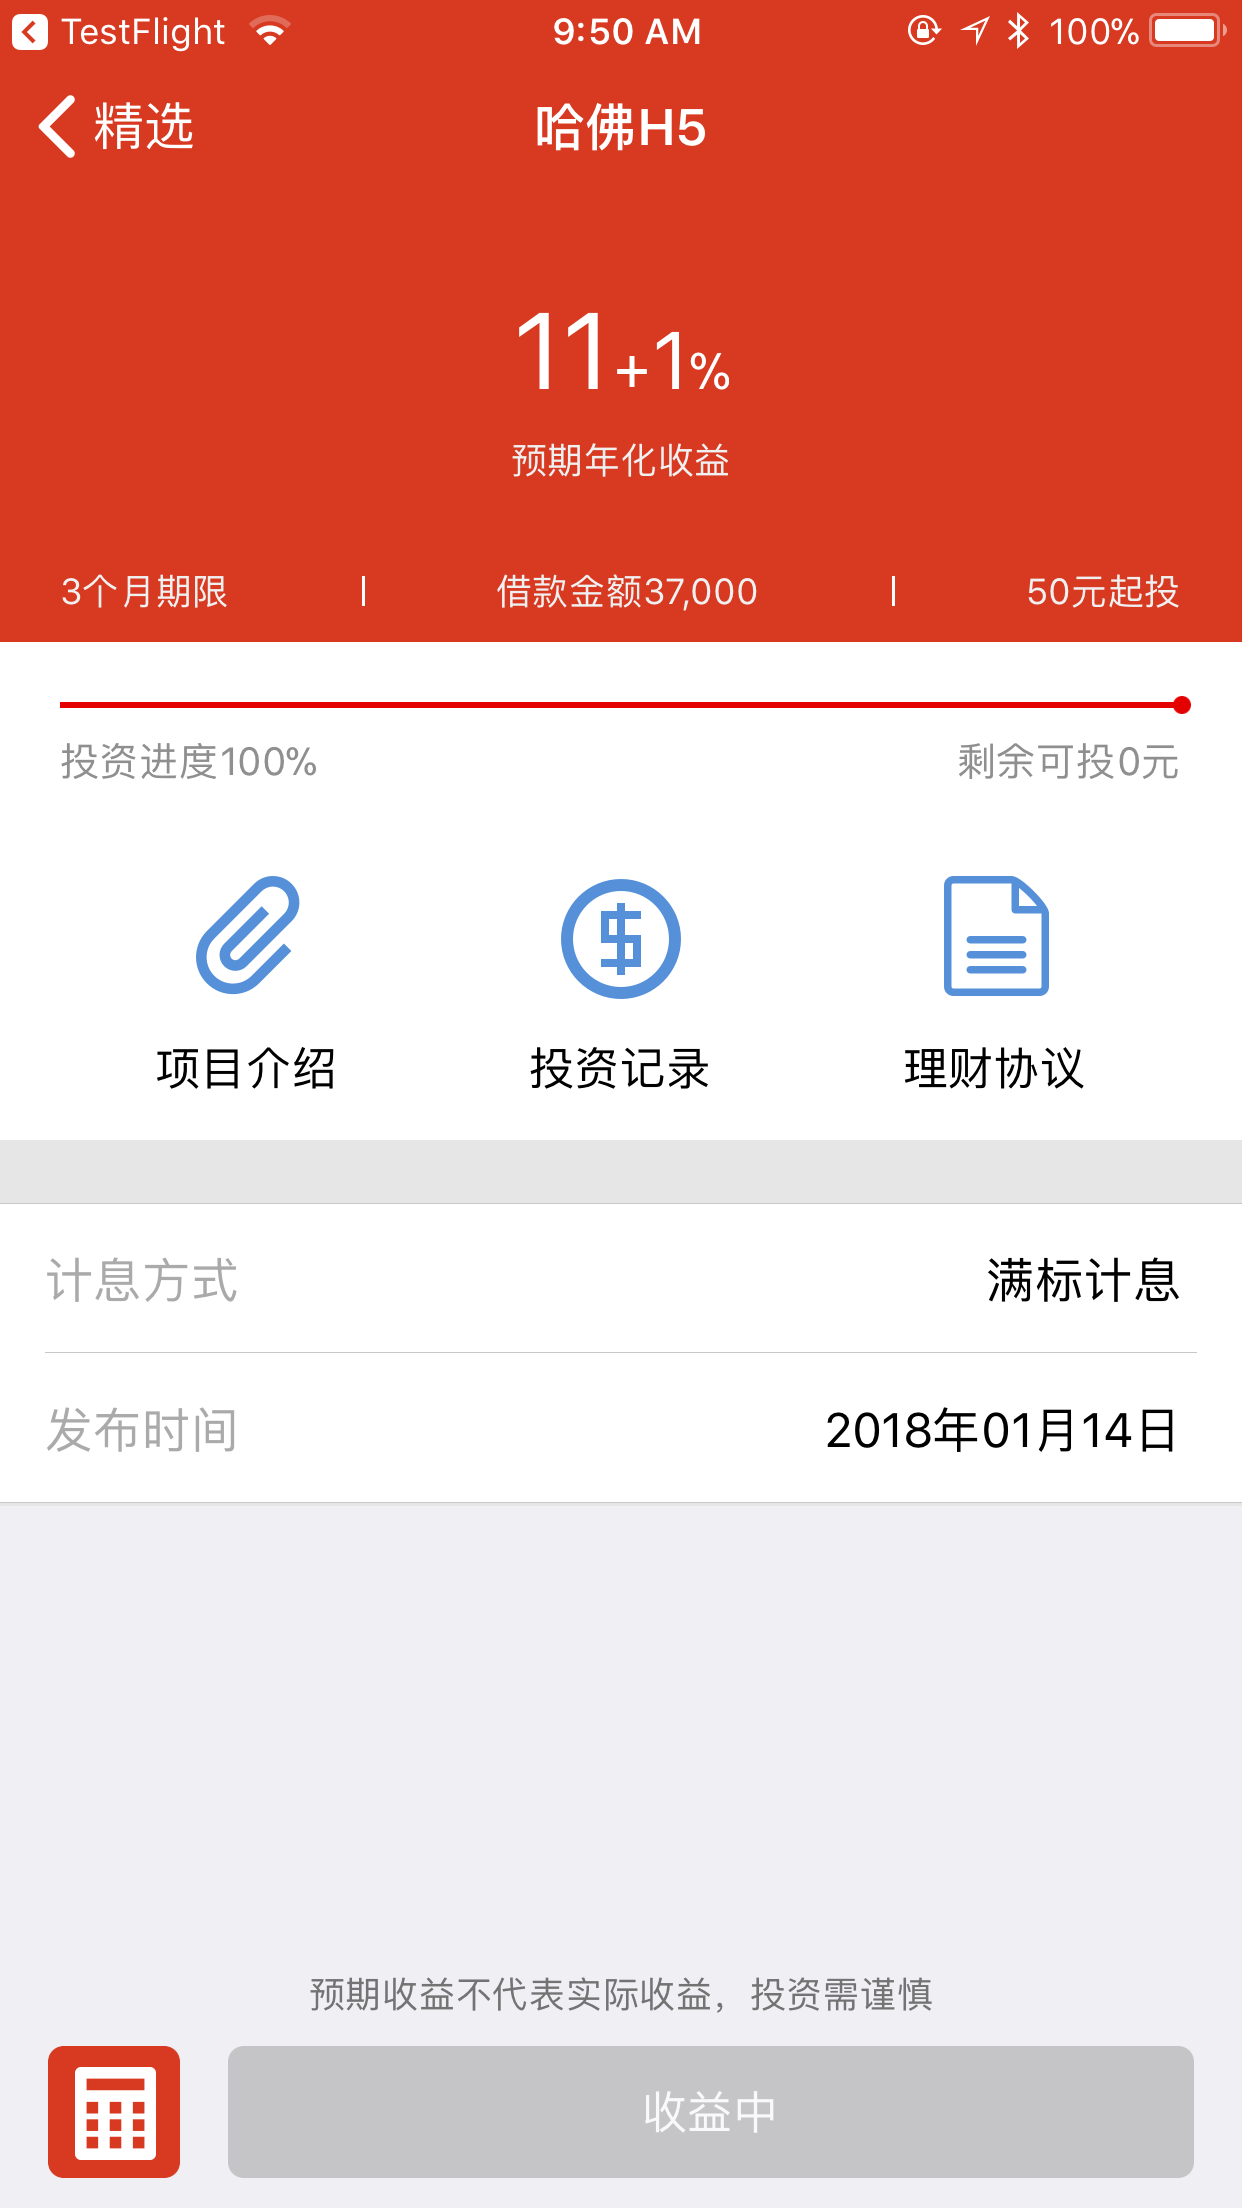 TestFlight 9:50 AM 100%
精选 哈佛H5
11+1%
预期年化收益
3个月期限 借款金额37,000 50元起投
投资进度100% 剩余可投0元
项目介绍 投资记录 理财协议
计息方式 满标计息
发布时间 2018年01月14日
预期收益不代表实际收益，投资需谨慎
收益中